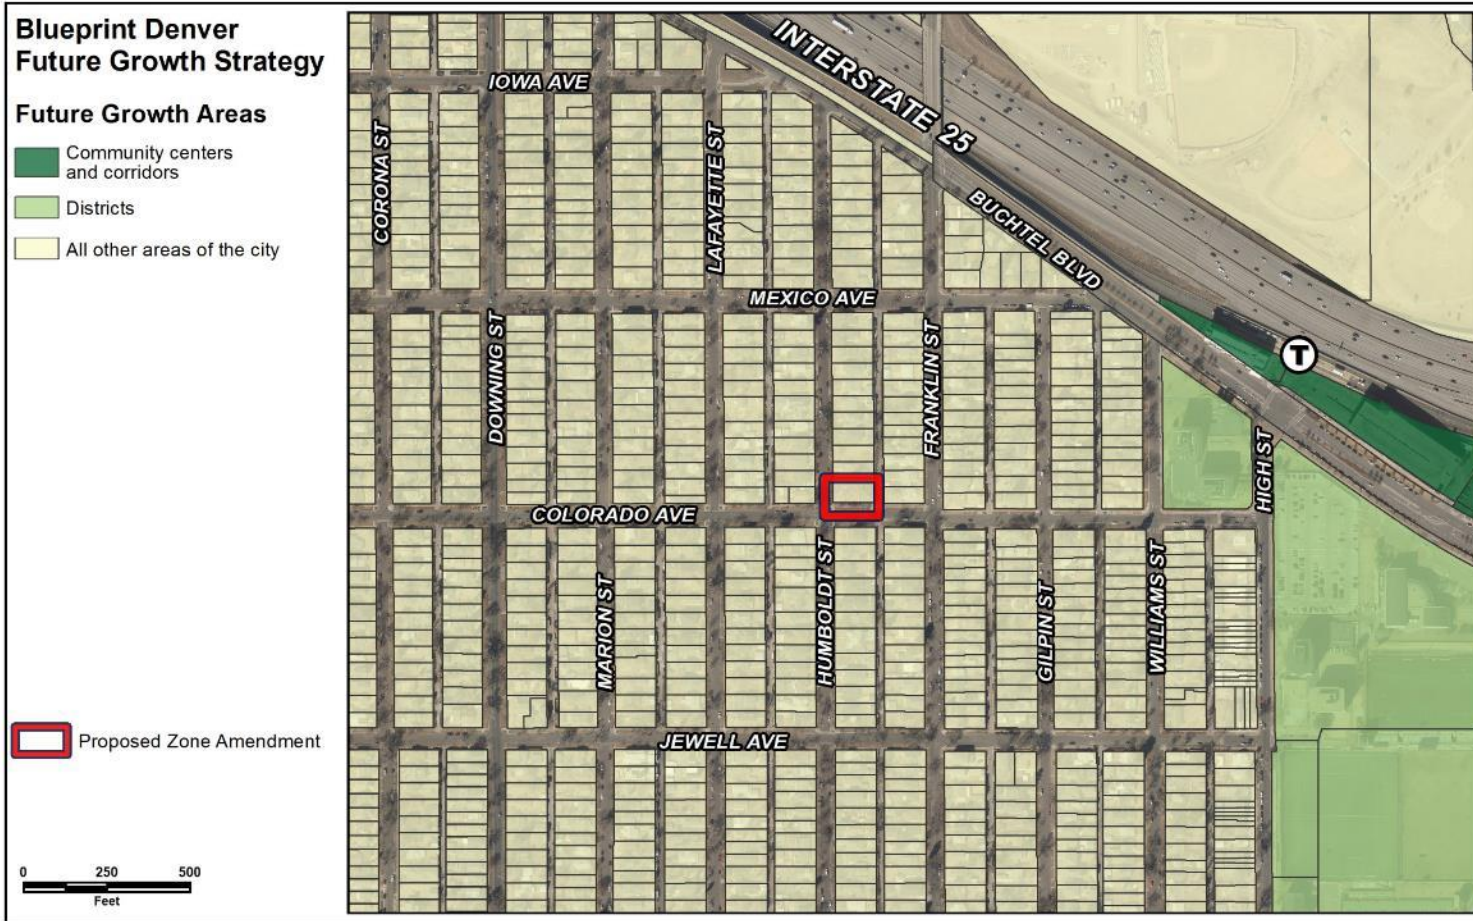 Blueprint Denver
Future Growth Strategy
Future Growth Areas
Community centers
and corridors
Districts
All other areas of the city
Proposed Zone Amendment
0 250 500
Feet
INTERSTATE 25
IOWA AVE
CORONA ST
LAFAYETTE ST
BUCHTEL BLVD
MEXICO AVE
DOWNING ST
FRANKLIN ST
T
HIGH ST
COLORADO AVE
MARION ST
HUMBOLDT ST
GILPIN ST
WILLIAMS ST
JEWELL AVE